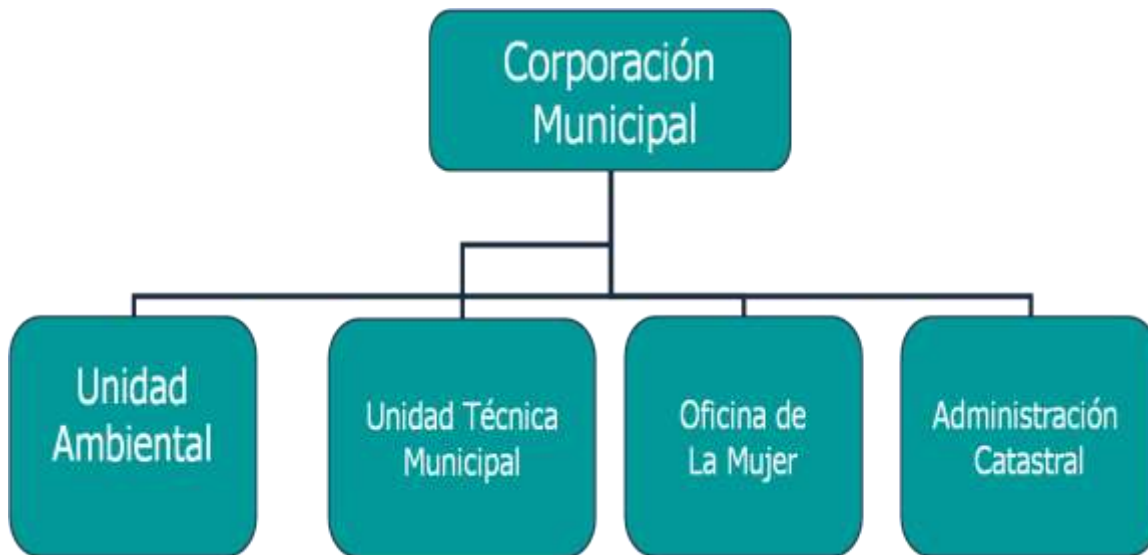 Corporación
Municipal
Unidad
Ambiental
Unidad Técnica
Municipal
Oficina de
La Mujer
Administración
Catastral